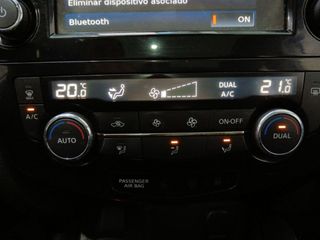 Eliminar dispositivo asociado
Bluetooth ON
20.0°C DUAL A/C 21.0°C
A/C AUTO ON·OFF DUAL
PASSENGER
AIR BAG